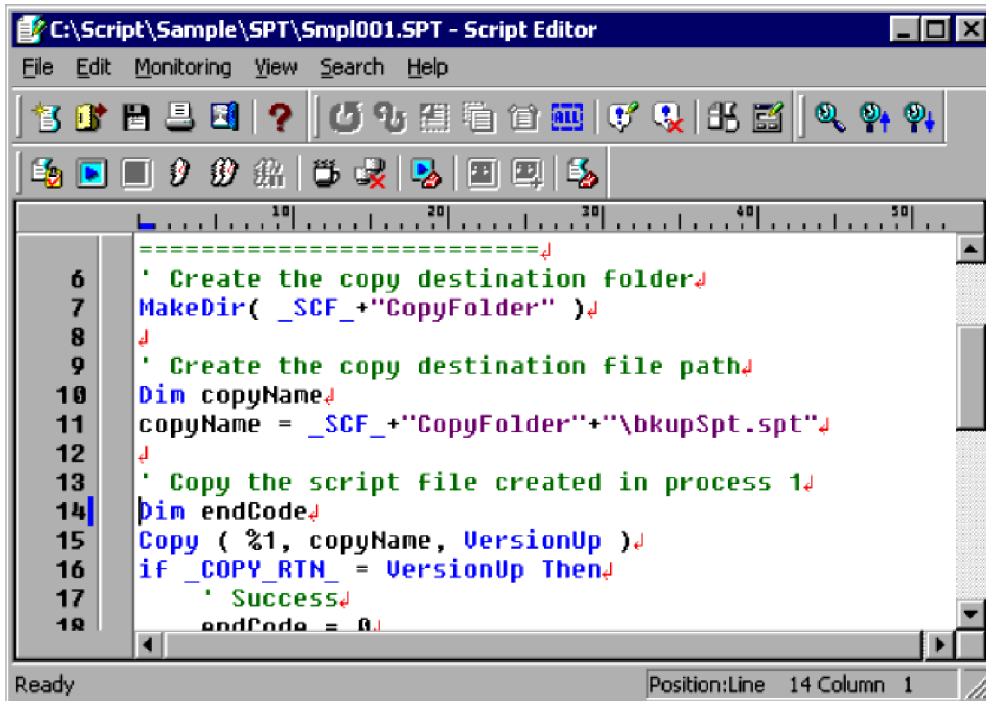 C:\Script\Sample\SPT\Smpl001.SPT - Script Editor
File Edit Monitoring View Search Help
ALL
10 20 30 40 50
==========================
6 ' Create the copy destination folder
7 MakeDir( _SCF_+"CopyFolder" )
8
9 ' Create the copy destination file path
10 Dim copyName
11 copyName = _SCF_+"CopyFolder"+"\bkupSpt.spt"
12
13 ' Copy the script file created in process 1
14 Dim endCode
15 Copy ( %1, copyName, VersionUp )
16 if _COPY_RTN_ = VersionUp Then
17 ' Success
18 endCode = 0
Ready Position:Line 14 Column 1